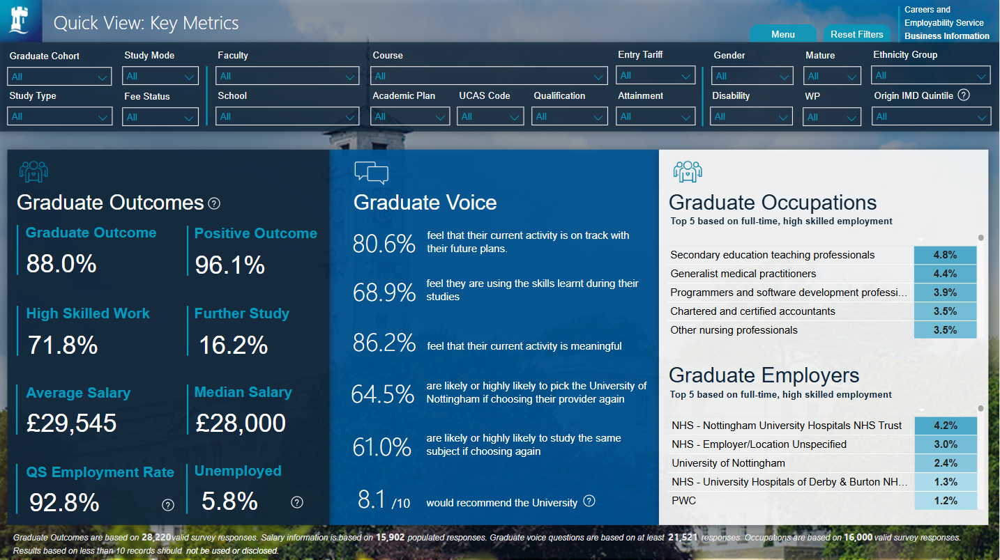 Quick View: Key Metrics
Careers and
Employability Service
Business Information
Menu
Reset Filters
Graduate Cohort
Study Mode
Faculty
Course
Entry Tariff
Gender
Mature
Ethnicity Group
All
All
All
All
All
All
All
All
Study Type
Fee Status
School
Academic Plan
UCAS Code
Qualification
Attainment
Disability
WP
Origin IMD Quintile ?
All
All
All
All
All
All
All
All
All
All
Graduate Outcomes ?
Graduate Outcome
88.0%
Positive Outcome
96.1%
High Skilled Work
71.8%
Further Study
16.2%
Average Salary
£29,545
Median Salary
£28,000
QS Employment Rate
92.8% ?
Unemployed
5.8% ?
Graduate Voice
80.6%
feel that their current activity is on track with
their future plans.
68.9%
feel they are using the skills learnt during their
studies
86.2%
feel that their current activity is meaningful
64.5%
are likely or highly likely to pick the University of
Nottingham if choosing their provider again
61.0%
are likely or highly likely to study the same
subject if choosing again
8.1 /10
would recommend the University ?
Graduate Occupations
Top 5 based on full-time, high skilled employment
Secondary education teaching professionals 4.8%
Generalist medical practitioners 4.4%
Programmers and software development professi... 3.9%
Chartered and certified accountants 3.5%
Other nursing professionals 3.5%
Graduate Employers
Top 5 based on full-time, high skilled employment
NHS - Nottingham University Hospitals NHS Trust 4.2%
NHS - Employer/Location Unspecified 3.0%
University of Nottingham 2.4%
NHS - University Hospitals of Derby & Burton NH... 1.3%
PWC 1.2%
Graduate Outcomes are based on 28,220 valid survey responses. Salary information is based on 15,902 populated responses. Graduate voice questions are based on at least 21,521 responses. Occupations are based on 16,000 valid survey responses.
Results based on less than 10 records should not be used or disclosed.